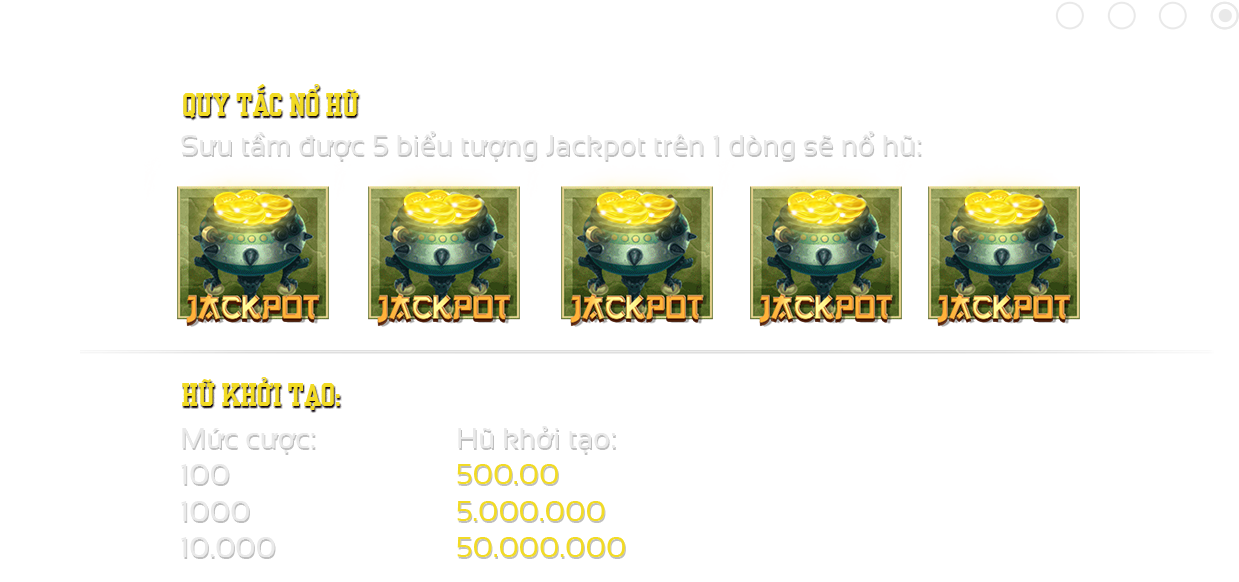 QUY TẮC NỔ HŨ
Sưu tầm được 5 biểu tượng Jackpot trên 1 dòng sẽ nổ hũ:
JACKPOT JACKPOT JACKPOT JACKPOT JACKPOT
HŨ KHỞI TẠO:
Mức cược: Hũ khởi tạo:
100 500.00
1000 5.000.000
10.000 50.000.000